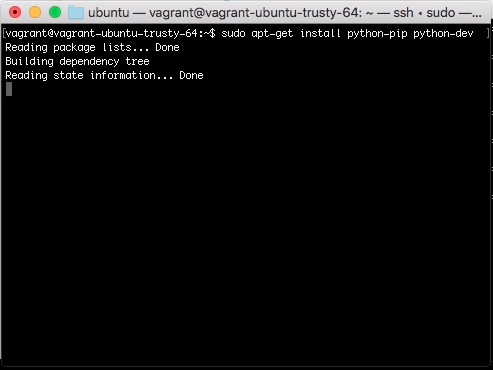 ubuntu — vagrant@vagrant-ubuntu-trusty-64: ~ — ssh ‹ sudo —...
[vagrant@vagrant-ubuntu-trusty-64:~$ sudo apt-get install python-pip python-dev ]
Reading package lists... Done
Building dependency tree
Reading state information... Done